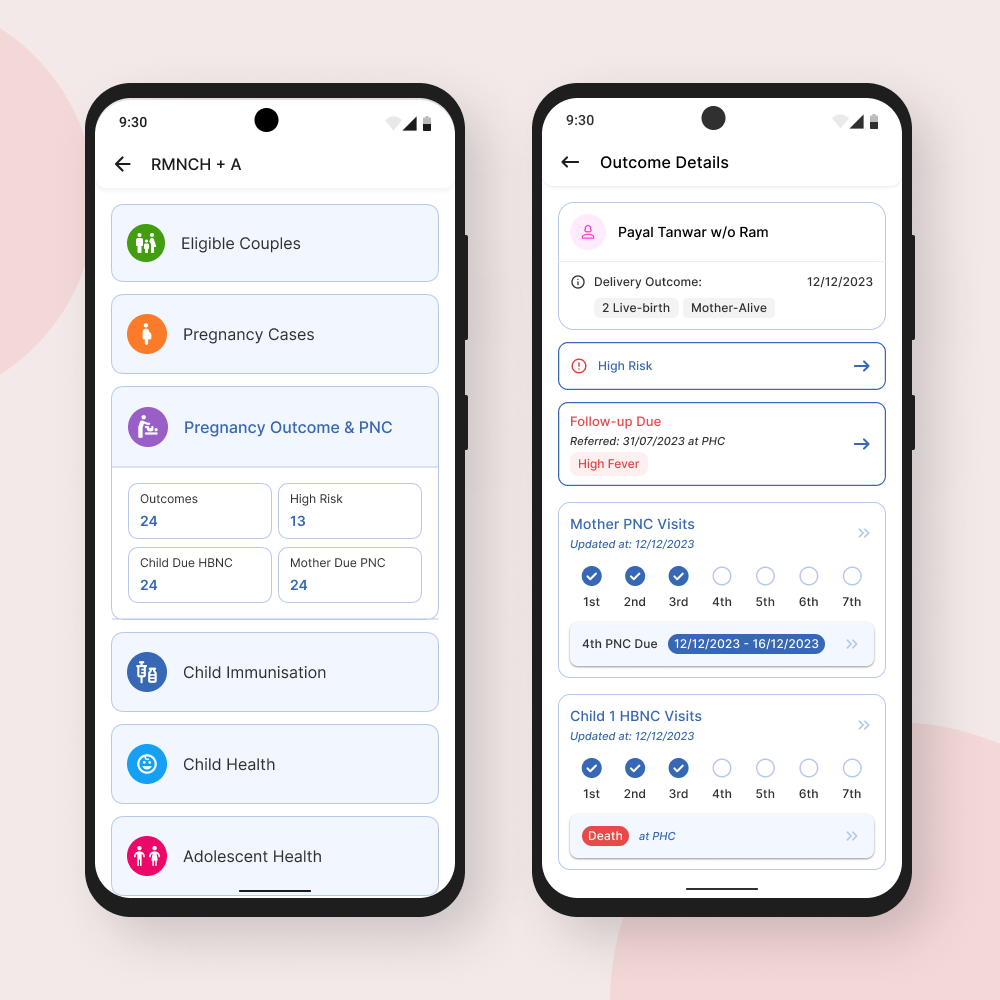 9:30
RMNCH + A
Eligible Couples
Pregnancy Cases
Pregnancy Outcome & PNC
Outcomes
24
High Risk
13
Child Due HBNC
24
Mother Due PNC
24
Child Immunisation
Child Health
Adolescent Health
9:30
Outcome Details
Payal Tanwar w/o Ram
Delivery Outcome: 12/12/2023
2 Live-birth Mother-Alive
High Risk
Follow-up Due
Referred: 31/07/2023 at PHC
High Fever
Mother PNC Visits
Updated at: 12/12/2023
1st 2nd 3rd 4th 5th 6th 7th
4th PNC Due 12/12/2023 - 16/12/2023
Child 1 HBNC Visits
Updated at: 12/12/2023
1st 2nd 3rd 4th 5th 6th 7th
Death at PHC